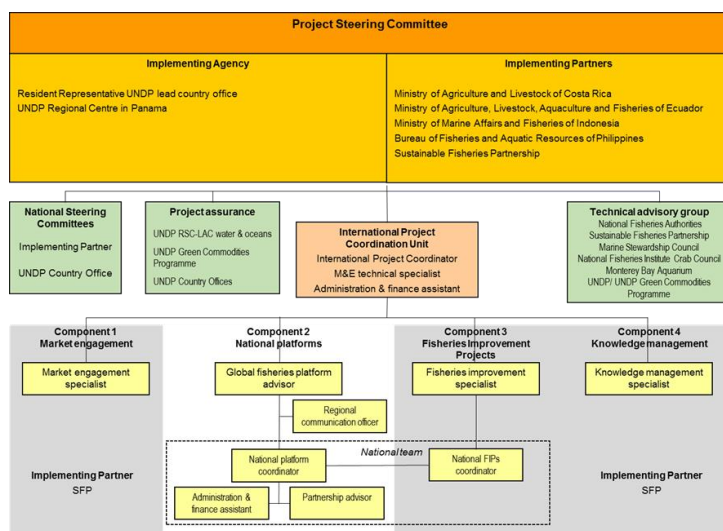 Project Steering Committee
Implementing Agency
Resident Representative UNDP lead country office
UNDP Regional Centre in Panama
Implementing Partners
Ministry of Agriculture and Livestock of Costa Rica
Ministry of Agriculture, Livestock, Aquaculture and Fisheries of Ecuador
Ministry of Marine Affairs and Fisheries of Indonesia
Bureau of Fisheries and Aquatic Resources of Philippines
Sustainable Fisheries Partnership
National Steering
Committees
Implementing Partner
UNDP Country Office
Project assurance
UNDP RSC-LAC water & oceans
UNDP Green Commodities
Programme
UNDP Country Offices
International Project
Coordination Unit
International Project Coordinator
M&E technical specialist
Administration & finance assistant
Technical advisory group
National Fisheries Authorities
Sustainable Fisheries Partnership
Marine Stewardship Council
National Fisheries Institute Crab Council
Monterey Bay Aquarium
UNDP/ UNDP Green Commodities
Programme
Component 1
Market engagement
Market engagement
specialist
Implementing Partner
SFP
Component 2
National platforms
Global fisheries platform
advisor
Regional
communication officer
National team
National platform
coordinator
Administration &
finance assistant
Partnership advisor
Component 3
Fisheries Improvement
Projects
Fisheries improvement
specialist
National FIPs
coordinator
Component 4
Knowledge management
Knowledge management
specialist
Implementing Partner
SFP